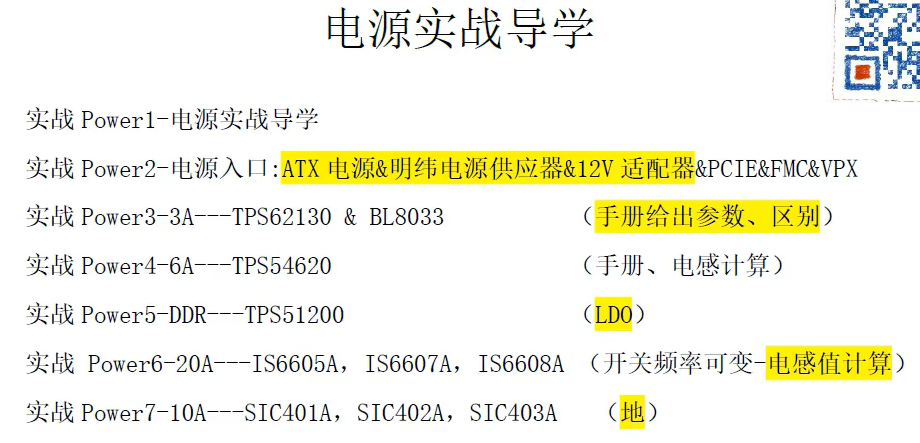 电源实战导学
实战 Power1-电源实战导学
实战 Power2-电源入口:ATX 电源&明纬电源供应器&12V 适配器&PCIE&FMC&VPX
实战 Power3-3A---TPS62130 & BL8033 （手册给出参数、区别）
实战 Power4-6A---TPS54620 （手册、电感计算）
实战 Power5-DDR---TPS51200 （LDO）
实战 Power6-20A---IS6605A，IS6607A，IS6608A （开关频率可变-电感值计算）
实战 Power7-10A---SIC401A，SIC402A，SIC403A （地）